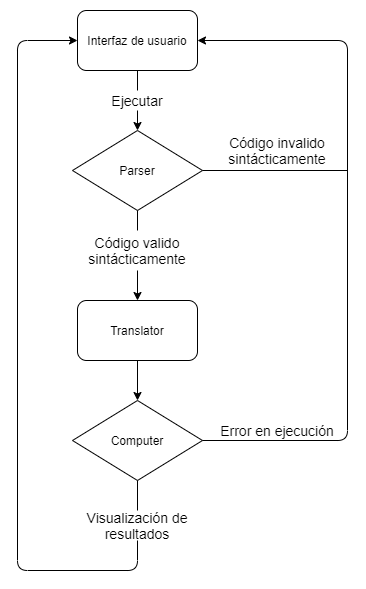 Interfaz de usuario
Ejecutar
Parser
Código invalido
sintácticamente
Código valido
sintácticamente
Translator
Computer
Error en ejecución
Visualización de
resultados